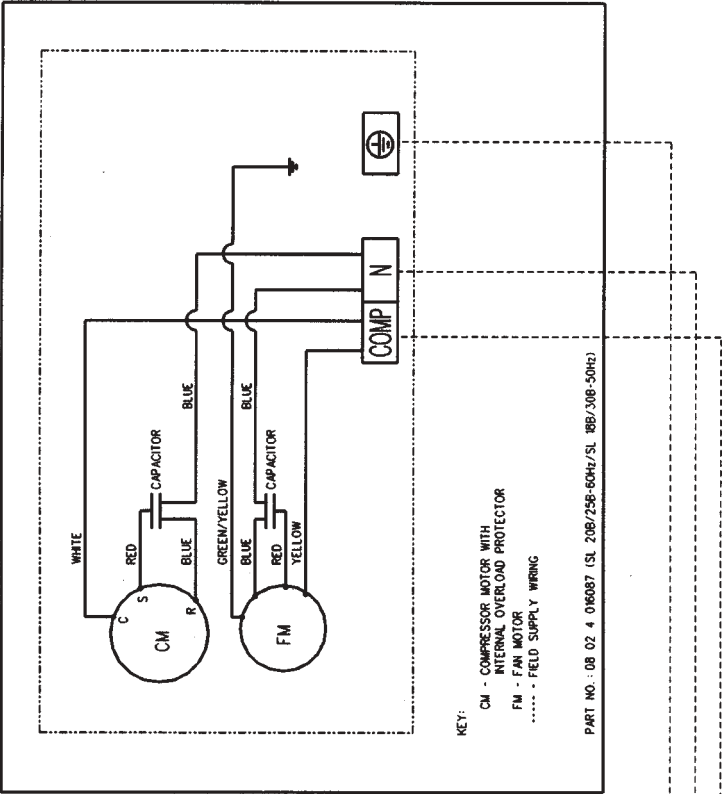 WHITE
C
S
R
CM
RED
BLUE
CAPACITOR
BLUE
GREEN/YELLOW
FM
BLUE
RED
YELLOW
CAPACITOR
BLUE
N
COMP
KEY:
CM - COMPRESSOR MOTOR WITH
INTERNAL OVERLOAD PROTECTOR
FM - FAN MOTOR
----- - FIELD SUPPLY WIRING
PART NO.: 08 02 4 016087 (SL 20B/25B-60Hz/SL 18B/30B-50Hz)